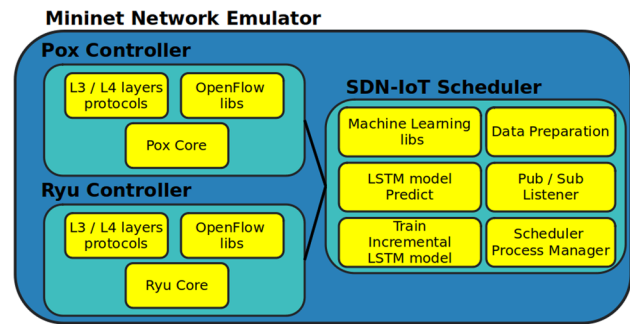 Mininet Network Emulator
Pox Controller
L3 / L4 layers
protocols
OpenFlow
libs
Pox Core
Ryu Controller
L3 / L4 layers
protocols
OpenFlow
libs
Ryu Core
SDN-IoT Scheduler
Machine Learning
libs
Data Preparation
LSTM model
Predict
Pub / Sub
Listener
Train
Incremental
LSTM model
Scheduler
Process Manager